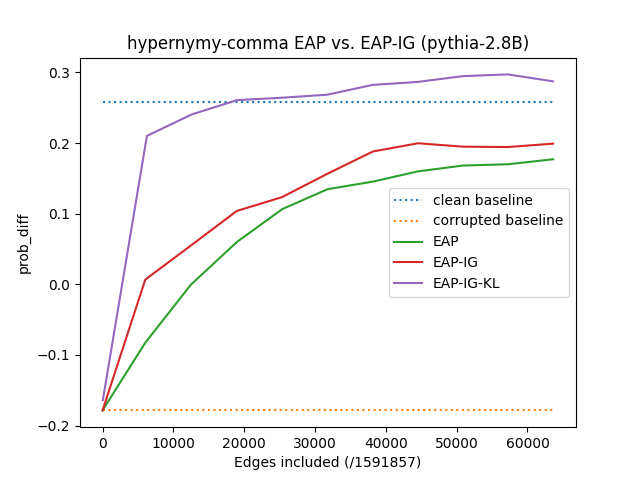 hypernymy-comma EAP vs. EAP-IG (pythia-2.8B)
prob_diff
0.3
0.2
0.1
0.0
−0.1
−0.2
clean baseline
corrupted baseline
EAP
EAP-IG
EAP-IG-KL
0 10000 20000 30000 40000 50000 60000
Edges included (/1591857)